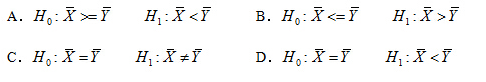 A. H₀: X̄ >= Ȳ H₁: X̄ < Ȳ B. H₀: X̄ <= Ȳ H₁: X̄ > Ȳ
C. H₀: X̄ = Ȳ H₁: X̄ ≠ Ȳ D. H₀: X̄ = Ȳ H₁: X̄ < Ȳ